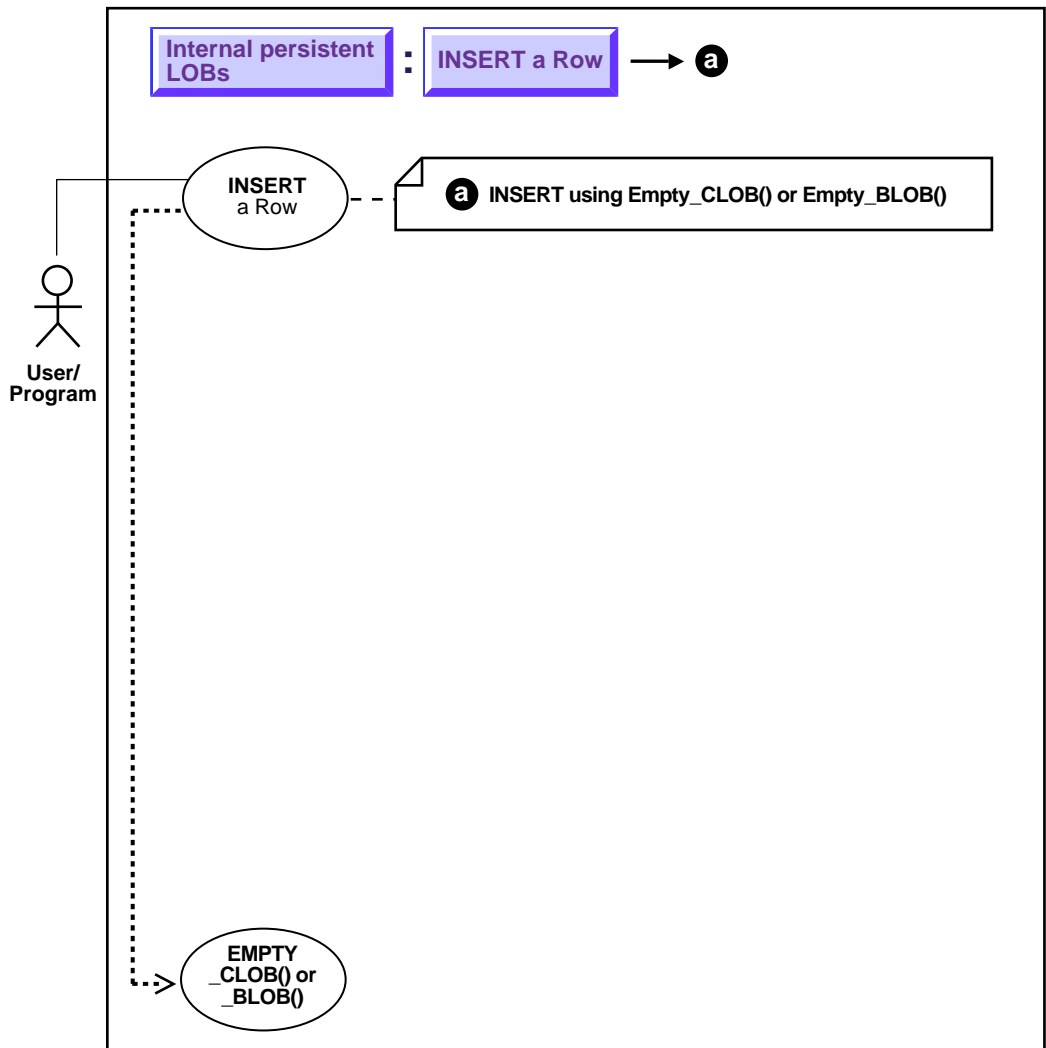 Internal persistent
LOBs
:
INSERT a Row
a
INSERT
a Row
a INSERT using Empty_CLOB() or Empty_BLOB()
User/
Program
EMPTY
_CLOB() or
_BLOB()